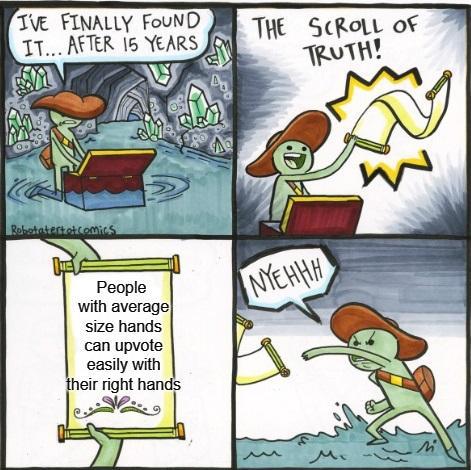 I'VE FINALLY FOUND
IT... AFTER 15 YEARS
Robotatertotcomics
THE SCROLL OF
TRUTH!
People
with average
size hands
can upvote
easily with
their right hands
NYEHHH